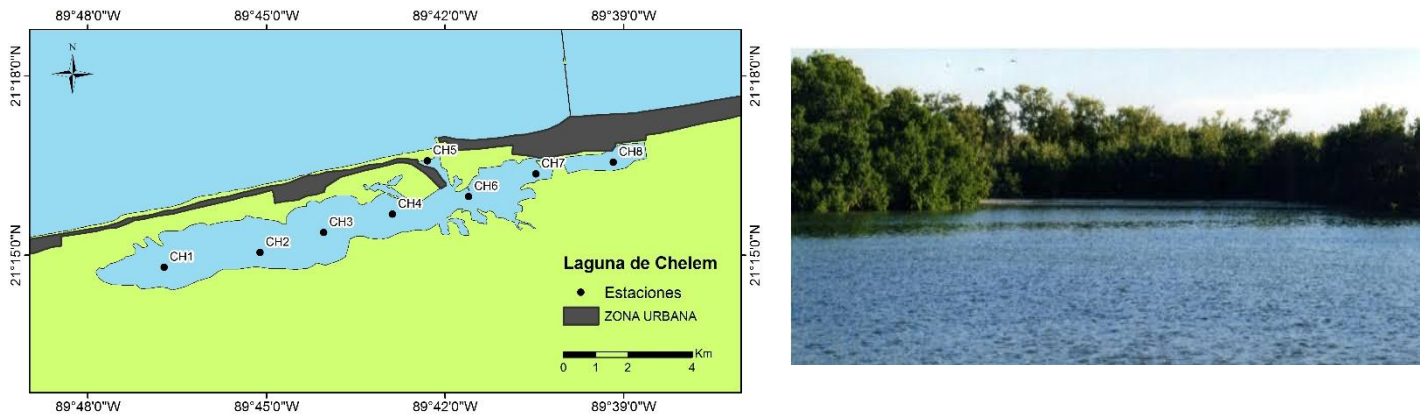 89°48'0"W 89°45'0"W 89°42'0"W 89°39'0"W
N
21°18'0"N
21°18'0"N
CH5
CH8
CH7
CH6
CH4
CH3
CH2
CH1
21°15'0"N
21°15'0"N
Laguna de Chelem
Estaciones
ZONA URBANA
Km
0 1 2 4
89°48'0"W 89°45'0"W 89°42'0"W 89°39'0"W